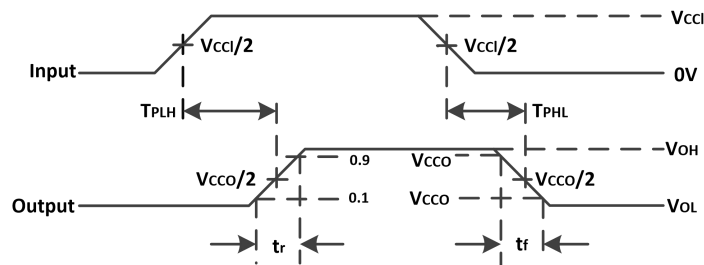 VCCI
VCCI/2
VCCI/2
Input
0V
TPLH
TPHL
VOH
0.9
VCCO
VCCO/2
VCCO/2
0.1
VCCO
Output
VOL
tr
tf